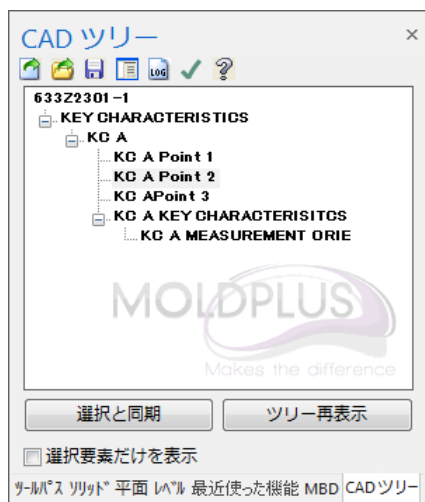 CAD ツリー
LOG
633Z2301-1
KEY CHARACTERISTICS
KC A
KC A Point 1
KC A Point 2
KC APoint 3
KC A KEY CHARACTERISITCS
KC A MEASUREMENT ORIE
MOLDPLUS
Makes the difference
選択と同期
ツリー再表示
選択要素だけを表示
ツールパス ソリッド 平面 レベル 最近使った機能 MBD CADツリー